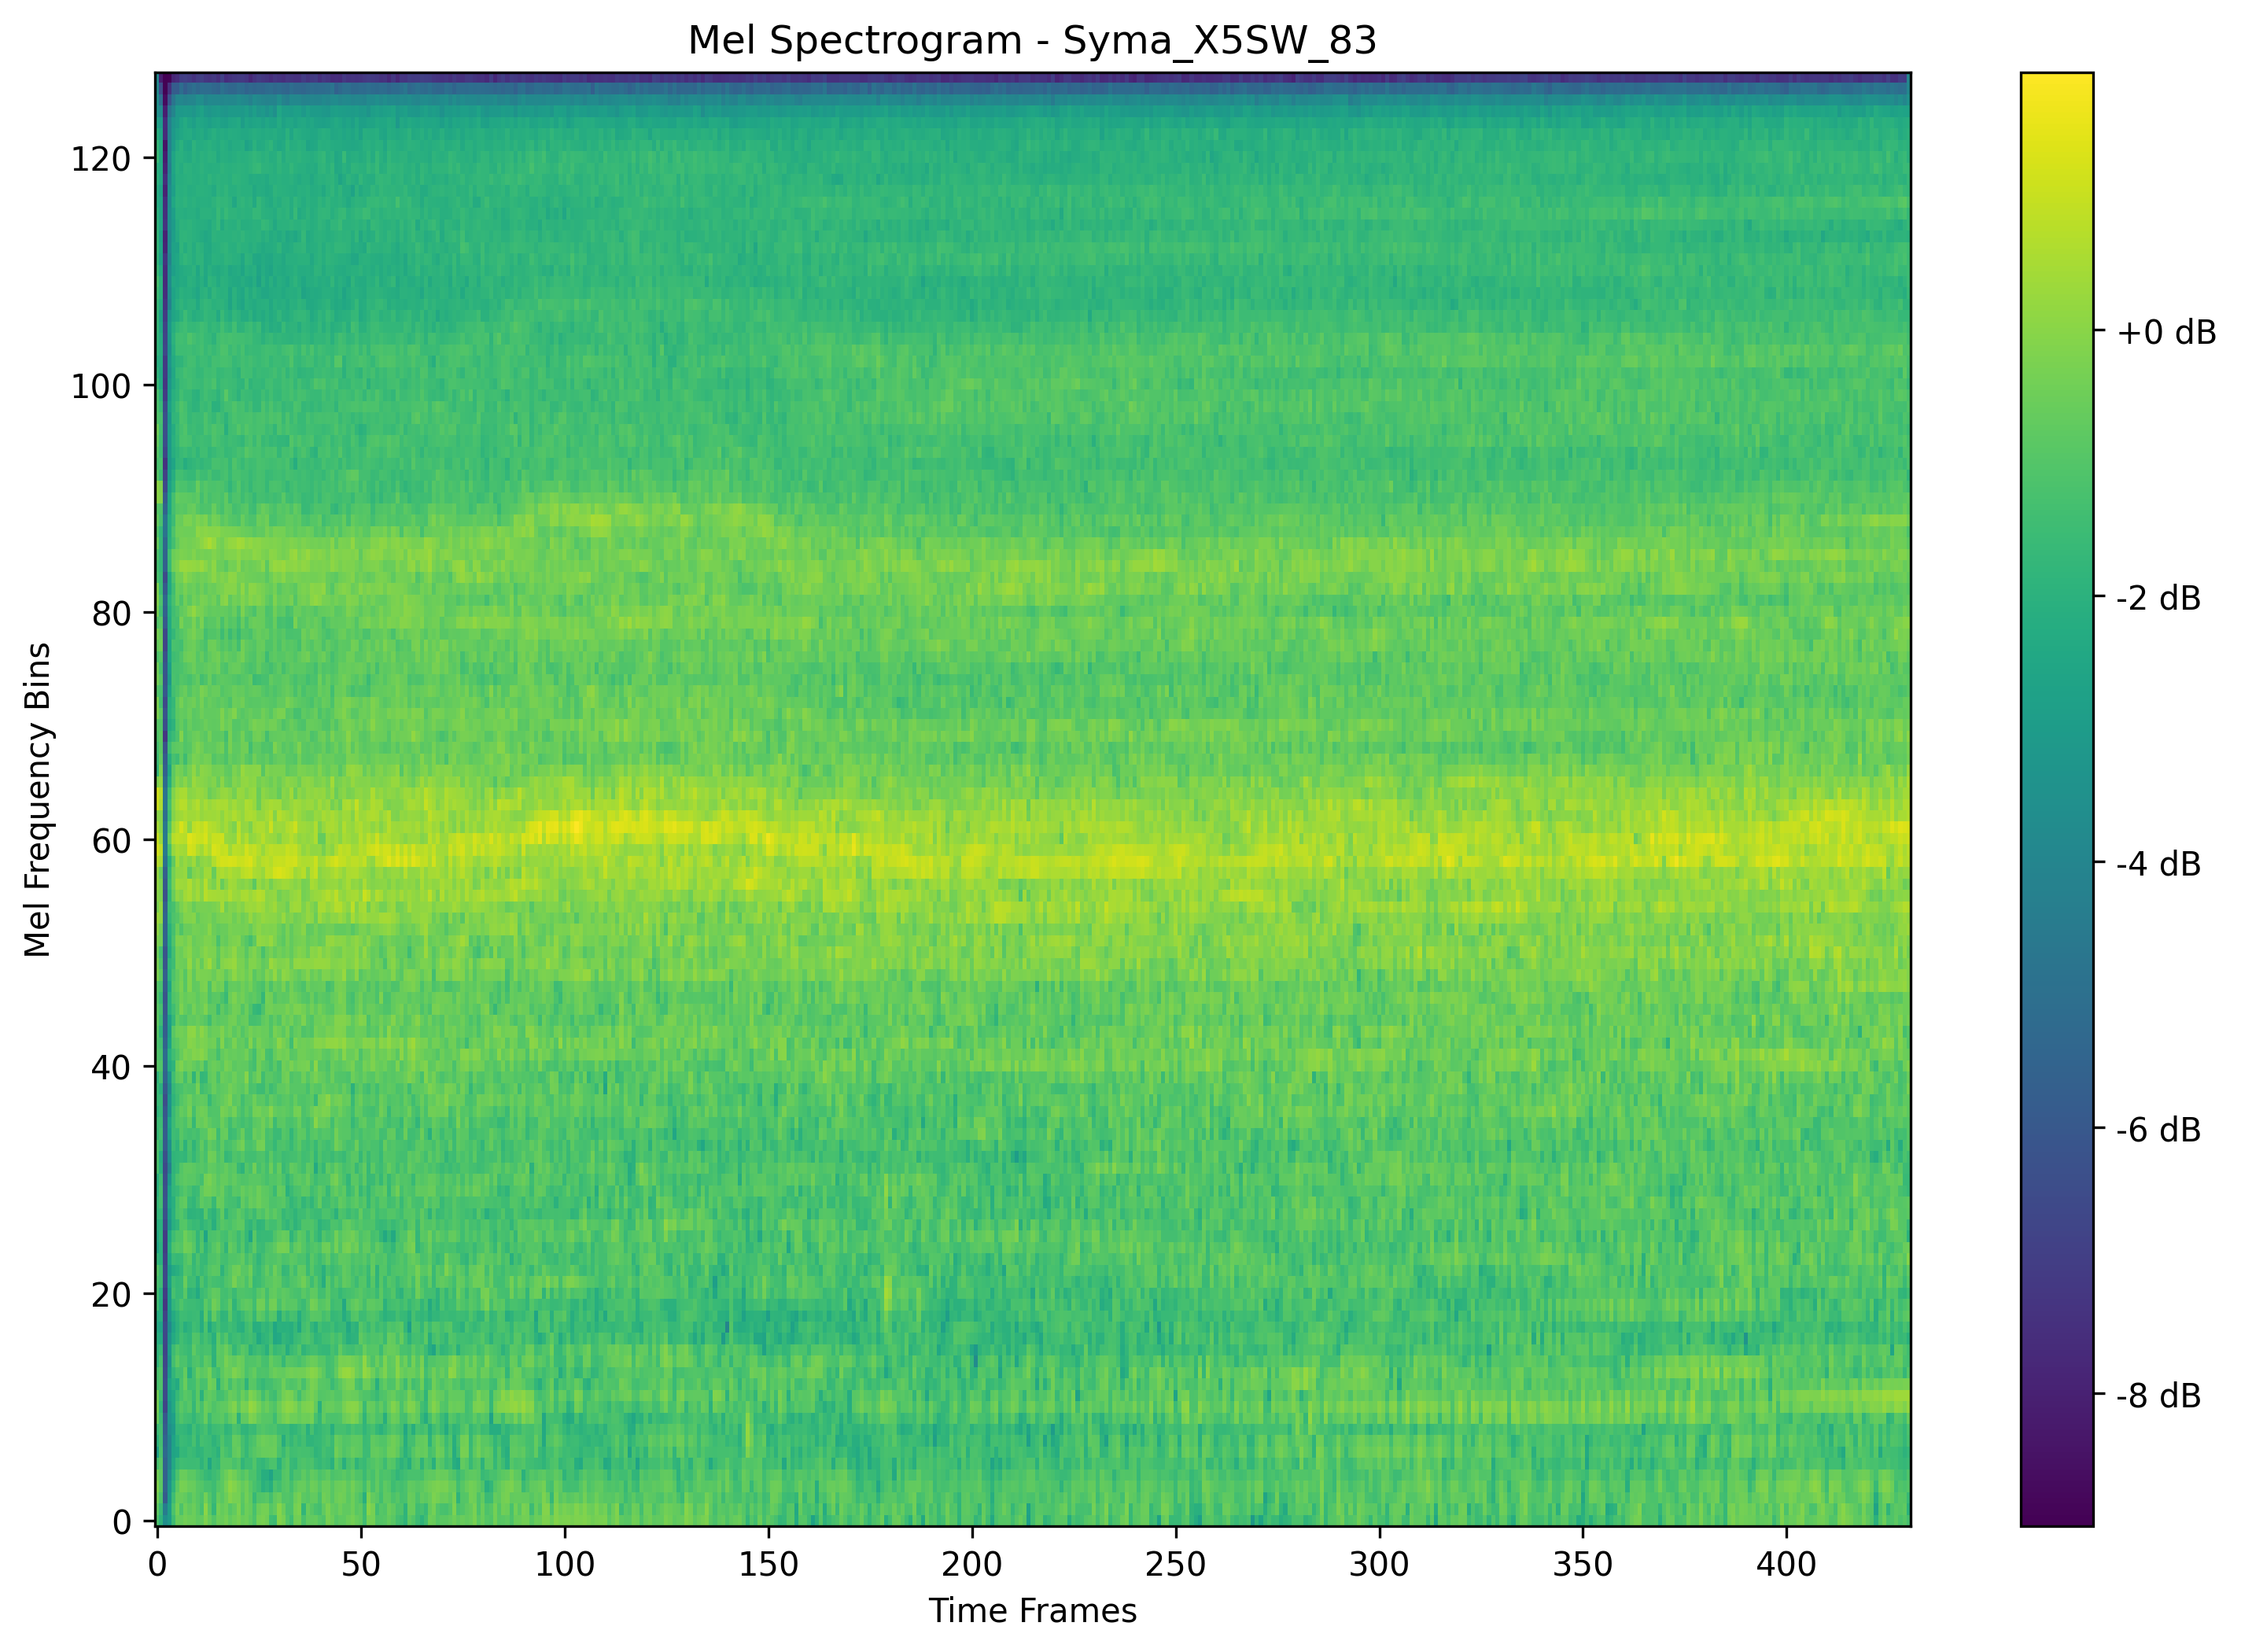 Mel Spectrogram - Syma_X5SW_83
Mel Frequency Bins
120
100
80
60
40
20
0
0 50 100 150 200 250 300 350 400
Time Frames
+0 dB
-2 dB
-4 dB
-6 dB
-8 dB